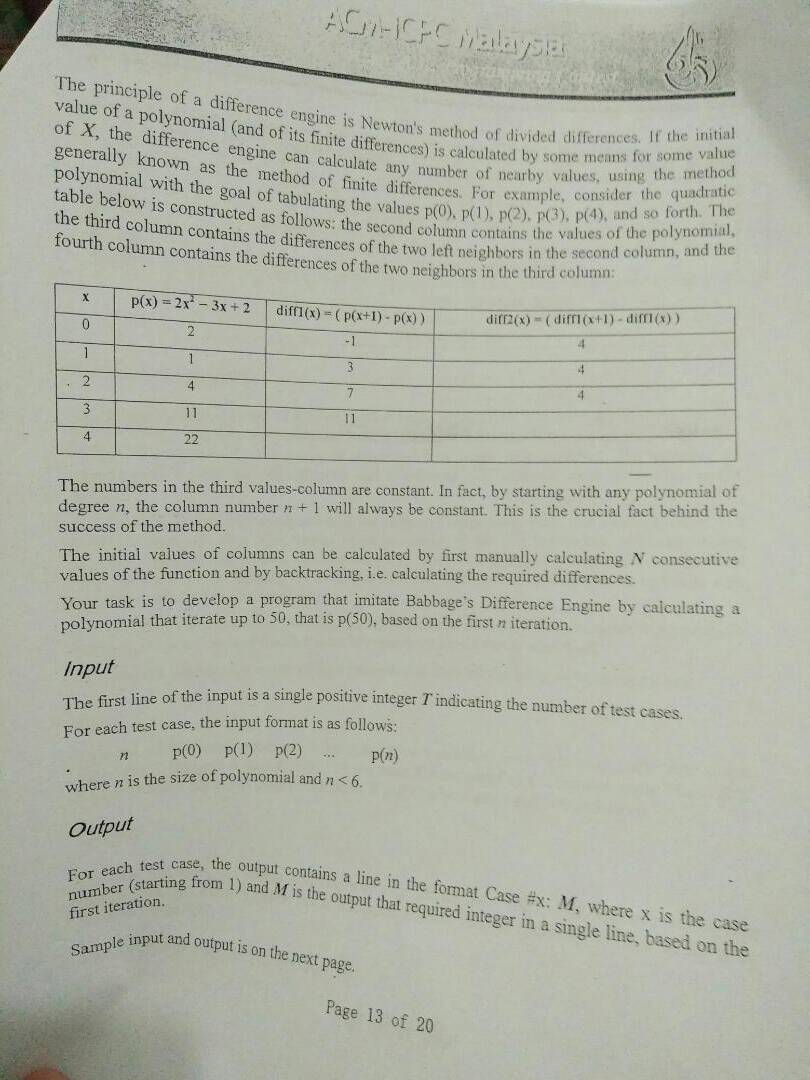 ACM-ICPC Malaysia
The principle of a difference engine is Newton's method of divided differences. If the initial
value of a polynomial (and of its finite differences) is calculated by some means for some value
of X, the difference engine can calculate any number of nearby values, using the method
generally known as the method of finite differences. For example, consider the quadratic
polynomial with the goal of tabulating the values p(0), p(1), p(2), p(3), p(4), and so forth. The
table below is constructed as follows: the second column contains the values of the polynomial,
the third column contains the differences of the two left neighbors in the second column, and the
fourth column contains the differences of the two neighbors in the third column:
x p(x) = 2x² – 3x + 2 diff1(x) = ( p(x+1) - p(x) ) diff2(x) = ( diff1(x+1) - diff1(x) )
0 2 -1 4
1 1 3 4
2 4 7 4
3 11 11
4 22
The numbers in the third values-column are constant. In fact, by starting with any polynomial of
degree n, the column number n + 1 will always be constant. This is the crucial fact behind the
success of the method.
The initial values of columns can be calculated by first manually calculating N consecutive
values of the function and by backtracking, i.e. calculating the required differences.
Your task is to develop a program that imitate Babbage's Difference Engine by calculating a
polynomial that iterate up to 50, that is p(50), based on the first n iteration.
Input
The first line of the input is a single positive integer T indicating the number of test cases.
For each test case, the input format is as follows:
n p(0) p(1) p(2) ... p(n)
where n is the size of polynomial and n < 6.
Output
For each test case, the output contains a line in the format Case #x: M, where x is the case
number (starting from 1) and M is the output that required integer in a single line, based on the
first iteration.
Sample input and output is on the next page.
Page 13 of 20